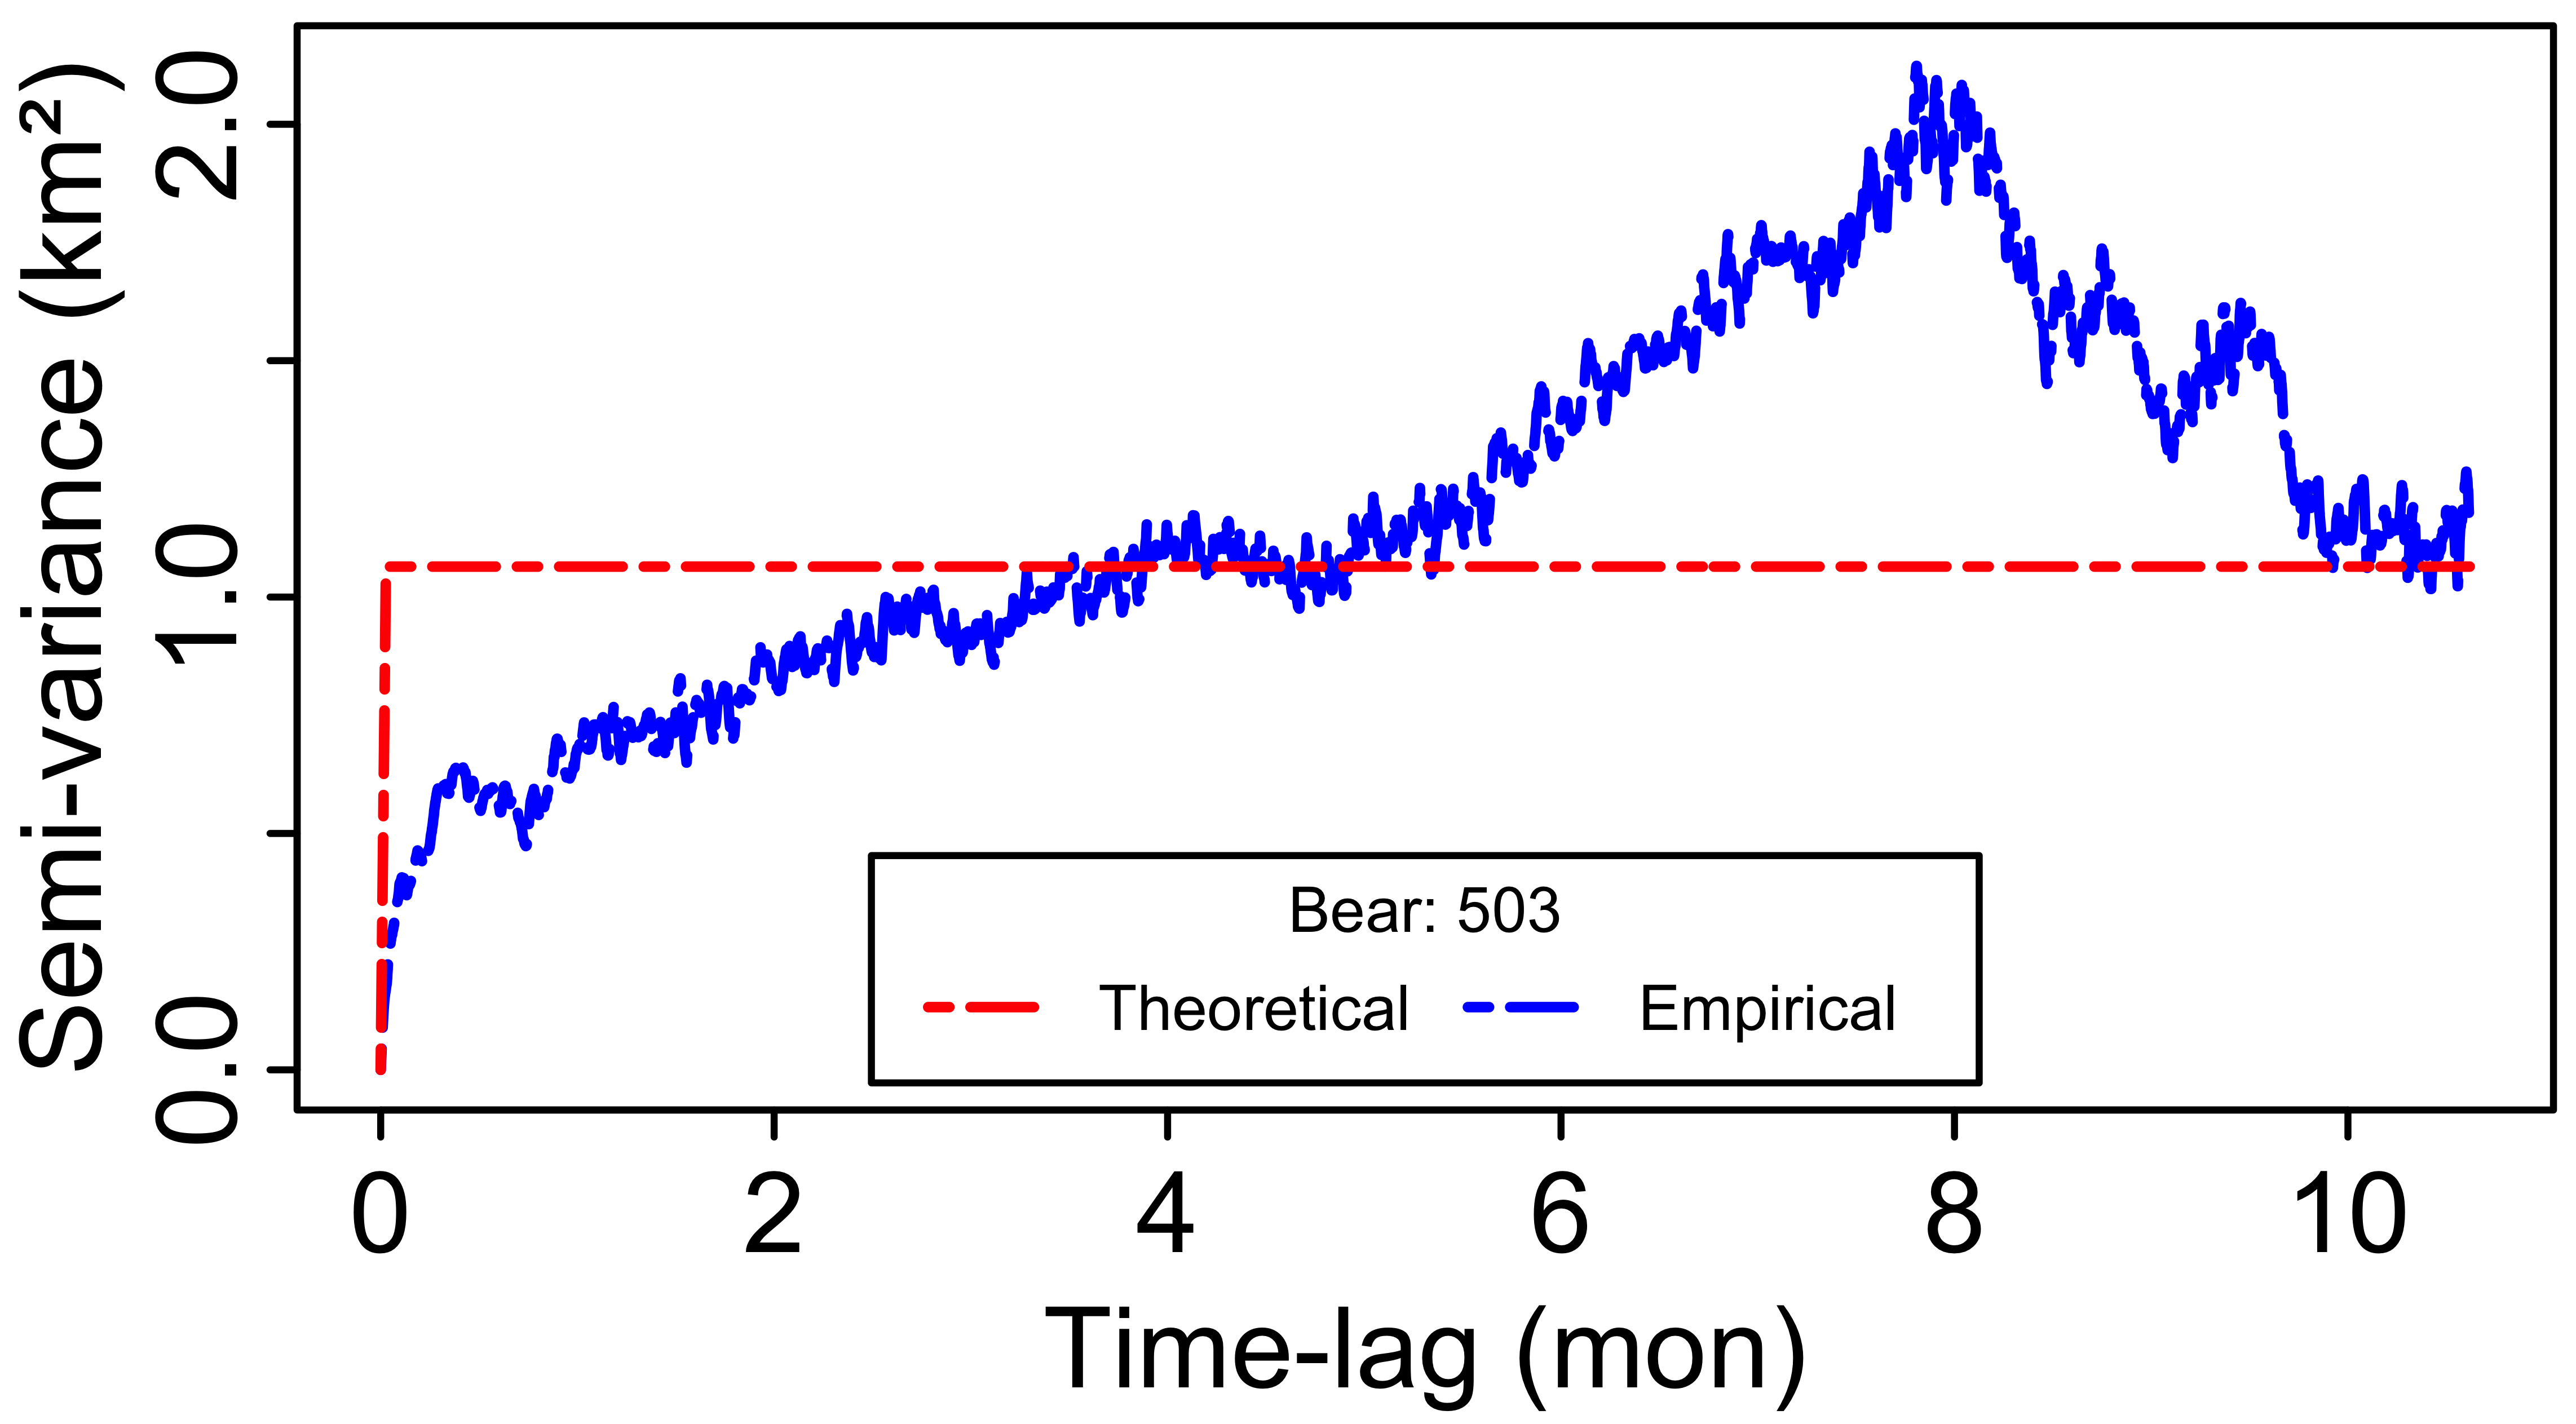 Semi-variance (km²)
2.0
1.0
0.0
Bear: 503
Theoretical Empirical
0 2 4 6 8 10
Time-lag (mon)